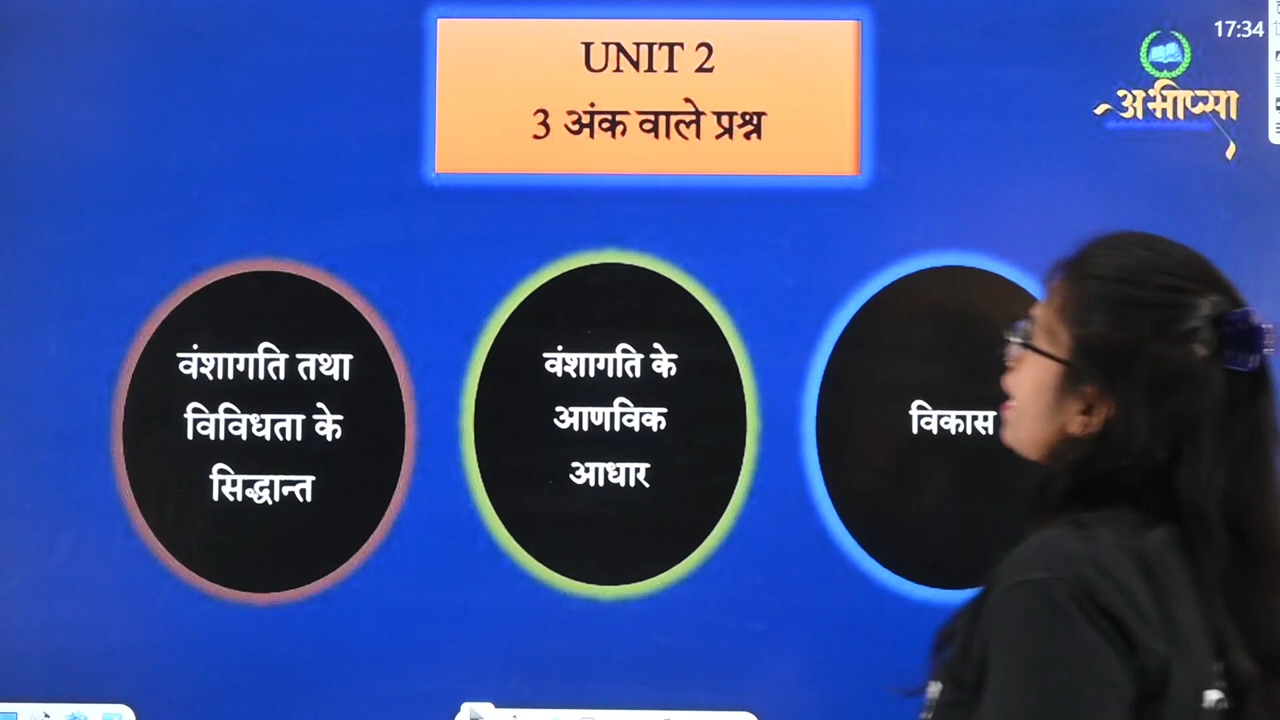 UNIT 2
3 अंक वाले प्रश्न
17:34
अभीप्सा
वंशागति तथा
विविधता के
सिद्धान्त
वंशागति के
आणविक
आधार
विकास